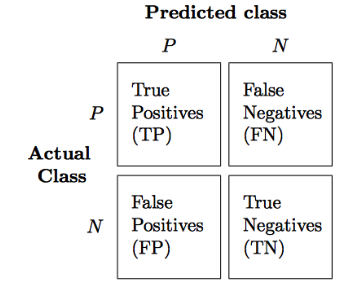 Predicted class
P N
True
Positives
(TP)
False
Negatives
(FN)
P
Actual
Class
False
Positives
(FP)
True
Negatives
(TN)
N